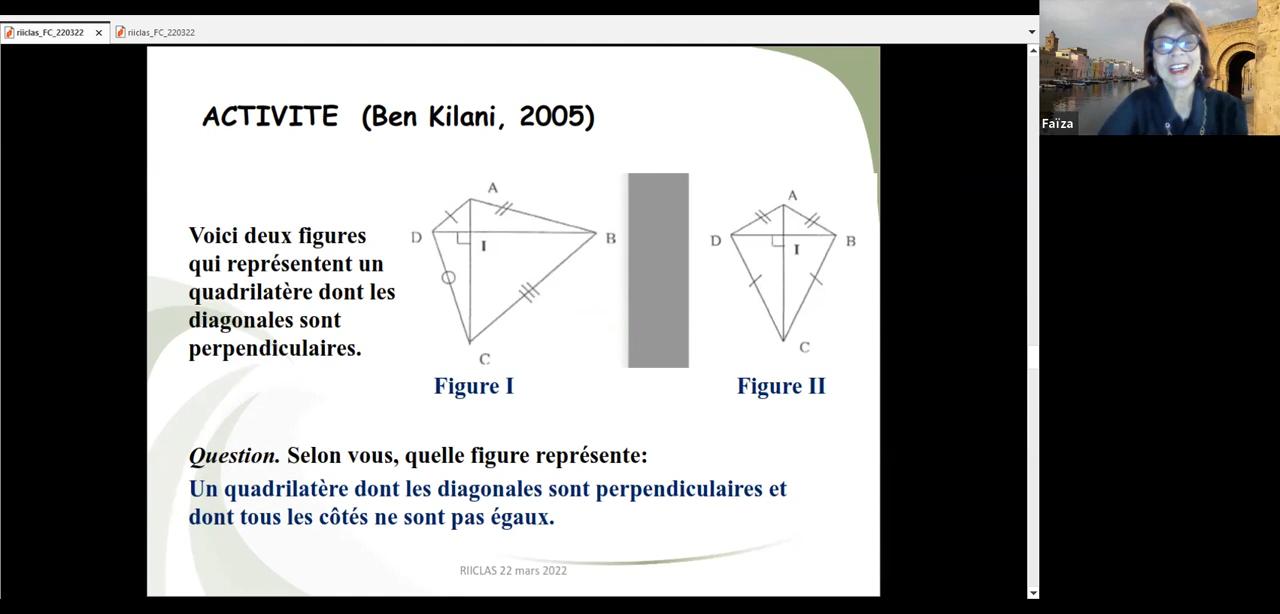 riiclas_FC_220322
riiclas_FC_220322
Faïza
ACTIVITE (Ben Kilani, 2005)
Voici deux figures
qui représentent un
quadrilatère dont les
diagonales sont
perpendiculaires.
A
D
I
B
C
Figure I
A
D
I
B
C
Figure II
Question. Selon vous, quelle figure représente:
Un quadrilatère dont les diagonales sont perpendiculaires et
dont tous les côtés ne sont pas égaux.
RIICLAS 22 mars 2022